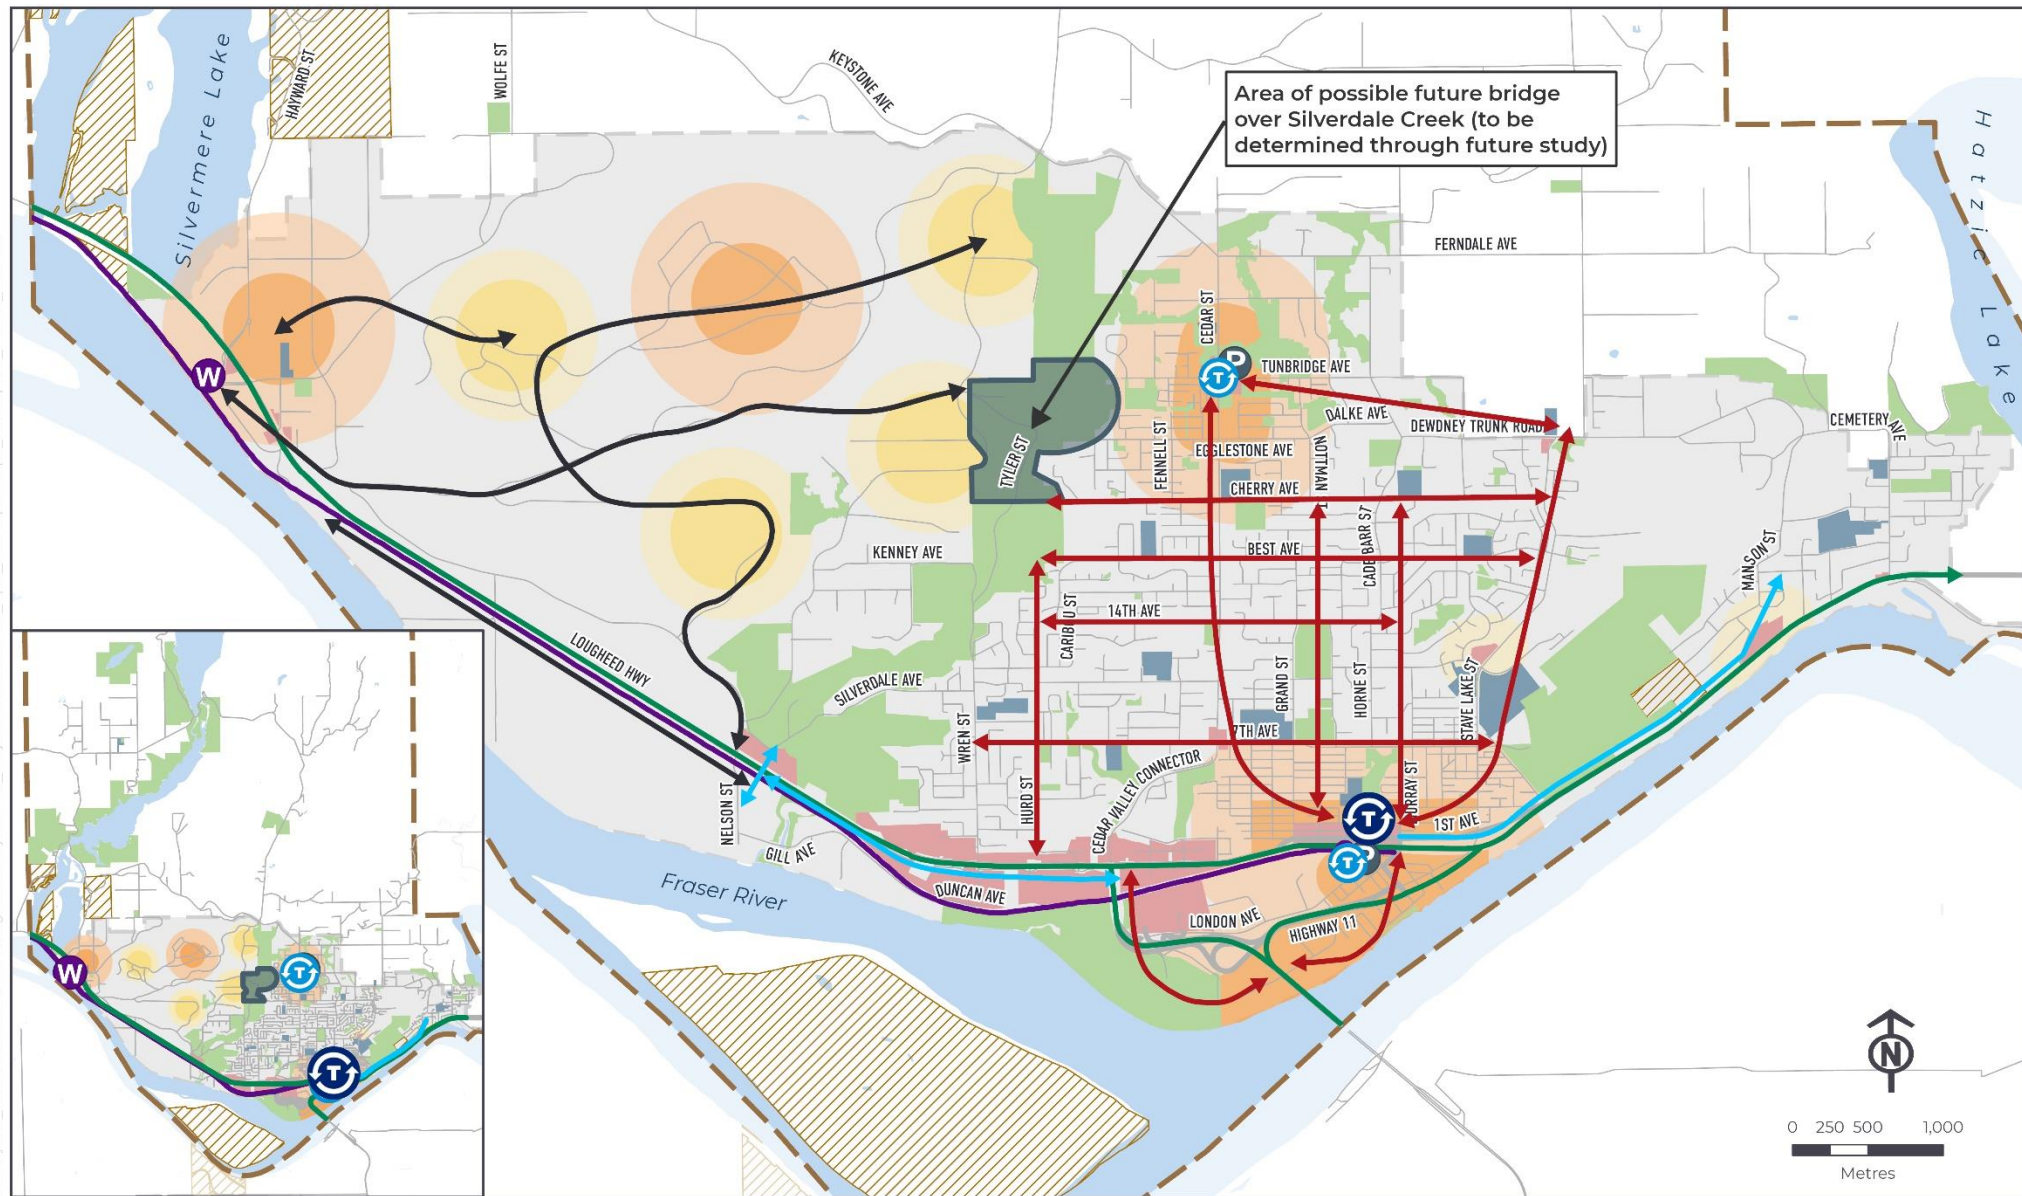 Silvermere Lake
HAYWARD ST
WOLFE ST
KEYSTONE AVE
Area of possible future bridge
over Silverdale Creek (to be
determined through future study)
Hatzic Lake
FERNDALE AVE
CEDAR ST
W
P
T
TUNBRIDGE AVE
DALKE AVE
DEWDNEY TRUNK ROAD
CEMETERY AVE
FENNELL ST
EGGLESTONE AVE
NOTTMAN ST
TYLER ST
CHERRY AVE
CADE BARR ST
KENNEY AVE
BEST AVE
MANSON ST
CARIBOU ST
14TH AVE
LOUGHEED HWY
SILVERDALE AVE
GRAND ST
HORNE ST
STAVE LAKE ST
WREN ST
7TH AVE
NELSON ST
HURD ST
CEDAR VALLEY CONNECTOR
MURRAY ST
T
1ST AVE
GILL AVE
T
Fraser River
DUNCAN AVE
LONDON AVE
HIGHWAY 11
W
T
T
N
0 250 500 1,000
Metres